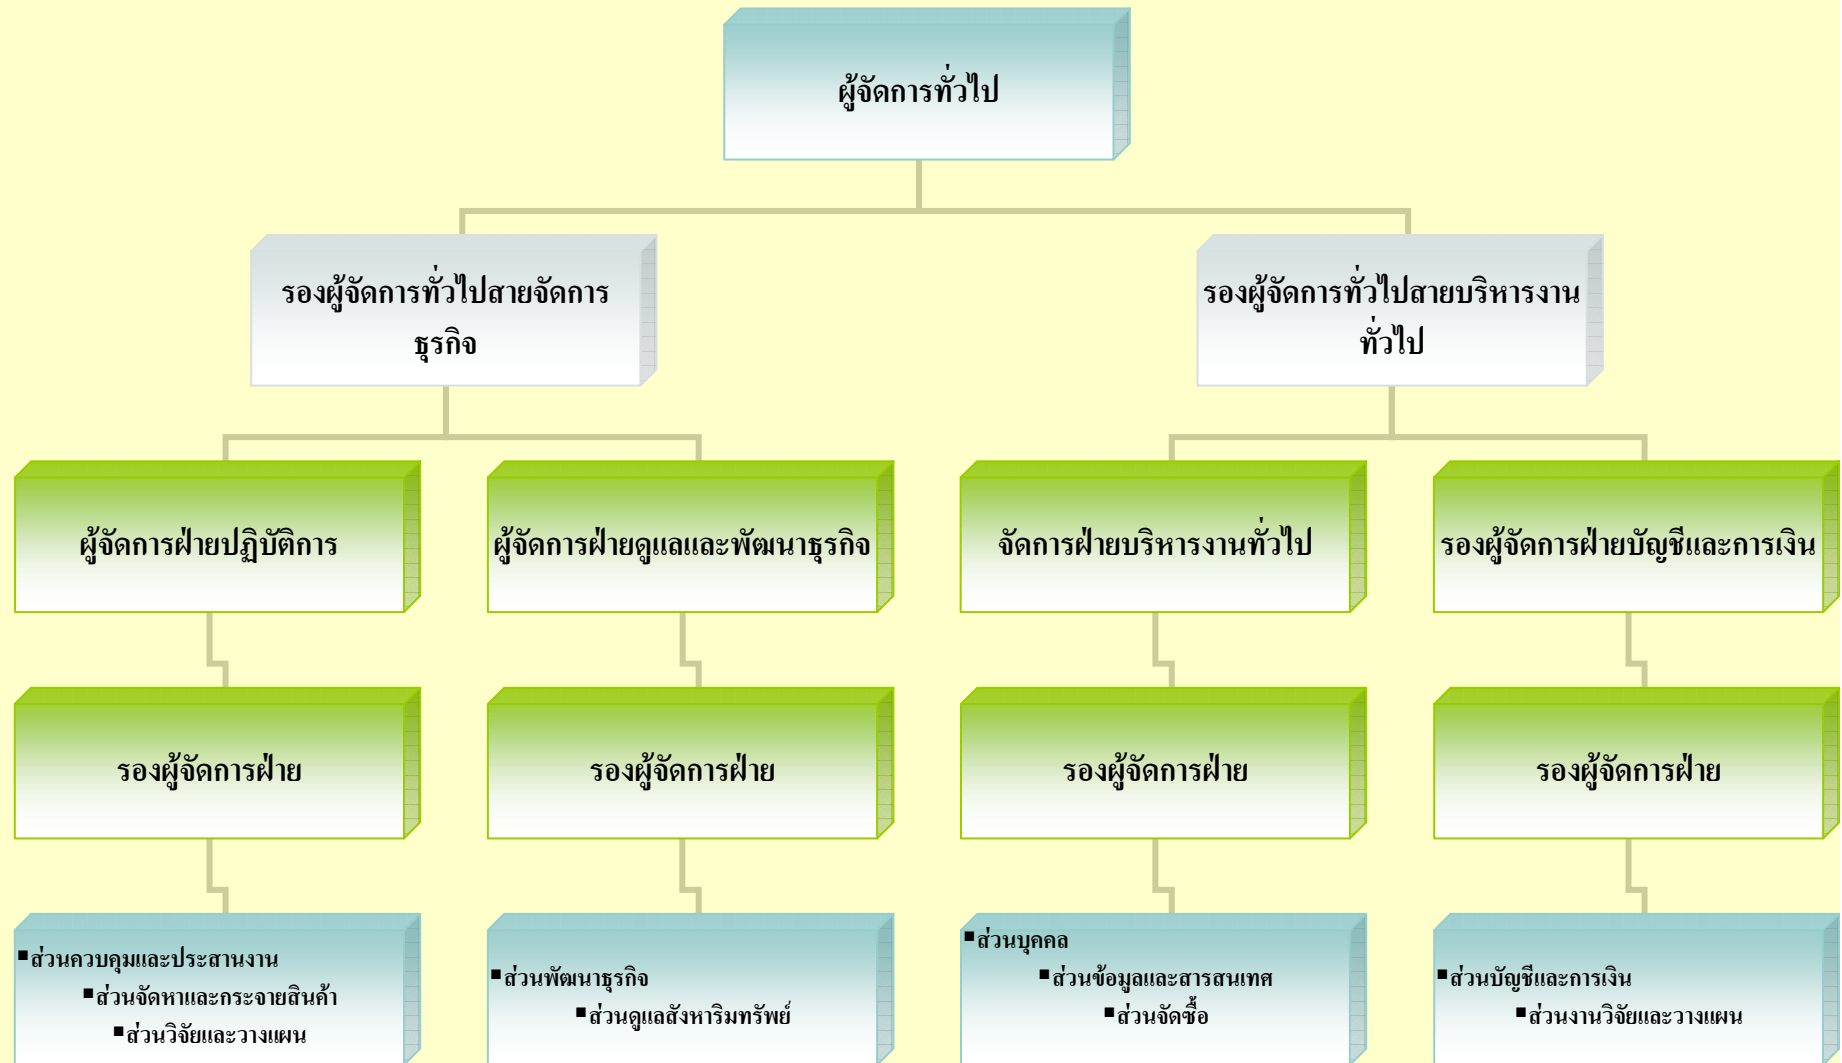 ผู้จัดการทั่วไป
รองผู้จัดการทั่วไปสายจัดการ
ธุรกิจ
รองผู้จัดการทั่วไปสายบริหารงาน
ทั่วไป
ผู้จัดการฝ่ายปฏิบัติการ
ผู้จัดการฝ่ายดูแลและพัฒนาธุรกิจ
จัดการฝ่ายบริหารงานทั่วไป
รองผู้จัดการฝ่ายบัญชีและการเงิน
รองผู้จัดการฝ่าย
รองผู้จัดการฝ่าย
รองผู้จัดการฝ่าย
รองผู้จัดการฝ่าย
▪ส่วนควบคุมและประสานงาน
▪ส่วนจัดหาและกระจายสินค้า
▪ส่วนวิจัยและวางแผน
▪ส่วนพัฒนาธุรกิจ
▪ส่วนดูแลสังหาริมทรัพย์
▪ส่วนบุคคล
▪ส่วนข้อมูลและสารสนเทศ
▪ส่วนจัดซื้อ
▪ส่วนบัญชีและการเงิน
▪ส่วนงานวิจัยและวางแผน